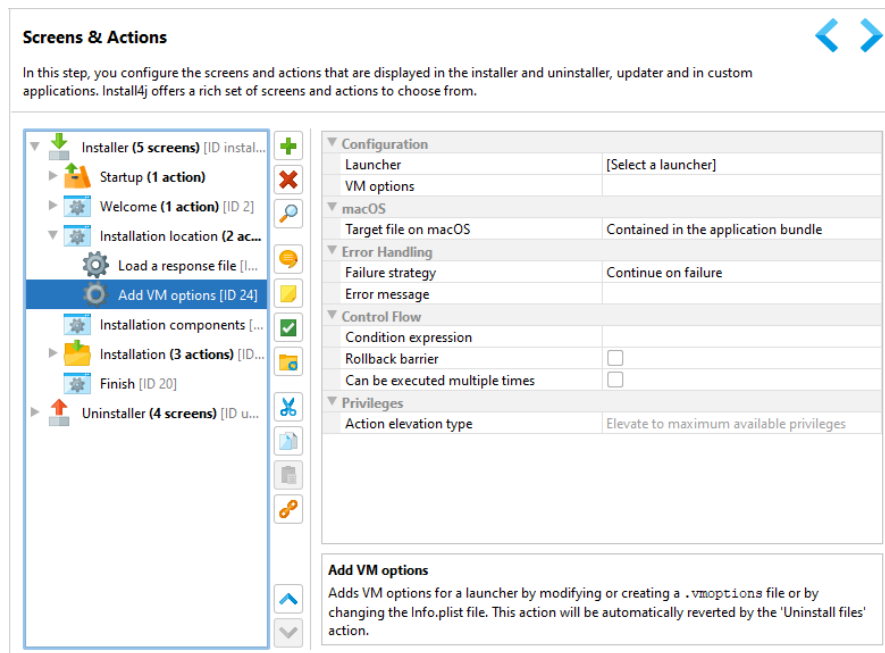 Screens & Actions
In this step, you configure the screens and actions that are displayed in the installer and uninstaller, updater and in custom
applications. Install4j offers a rich set of screens and actions to choose from.
Installer (5 screens) [ID instal...
Startup (1 action)
Welcome (1 action) [ID 2]
Installation location (2 ac...
Load a response file [I...
Add VM options [ID 24]
Installation components [...
Installation (3 actions) [ID...
Finish [ID 20]
Uninstaller (4 screens) [ID u...
Configuration
Launcher [Select a launcher]
VM options
macOS
Target file on macOS Contained in the application bundle
Error Handling
Failure strategy Continue on failure
Error message
Control Flow
Condition expression
Rollback barrier
Can be executed multiple times
Privileges
Action elevation type Elevate to maximum available privileges
Add VM options
Adds VM options for a launcher by modifying or creating a .vmoptions file or by
changing the Info.plist file. This action will be automatically reverted by the 'Uninstall files'
action.